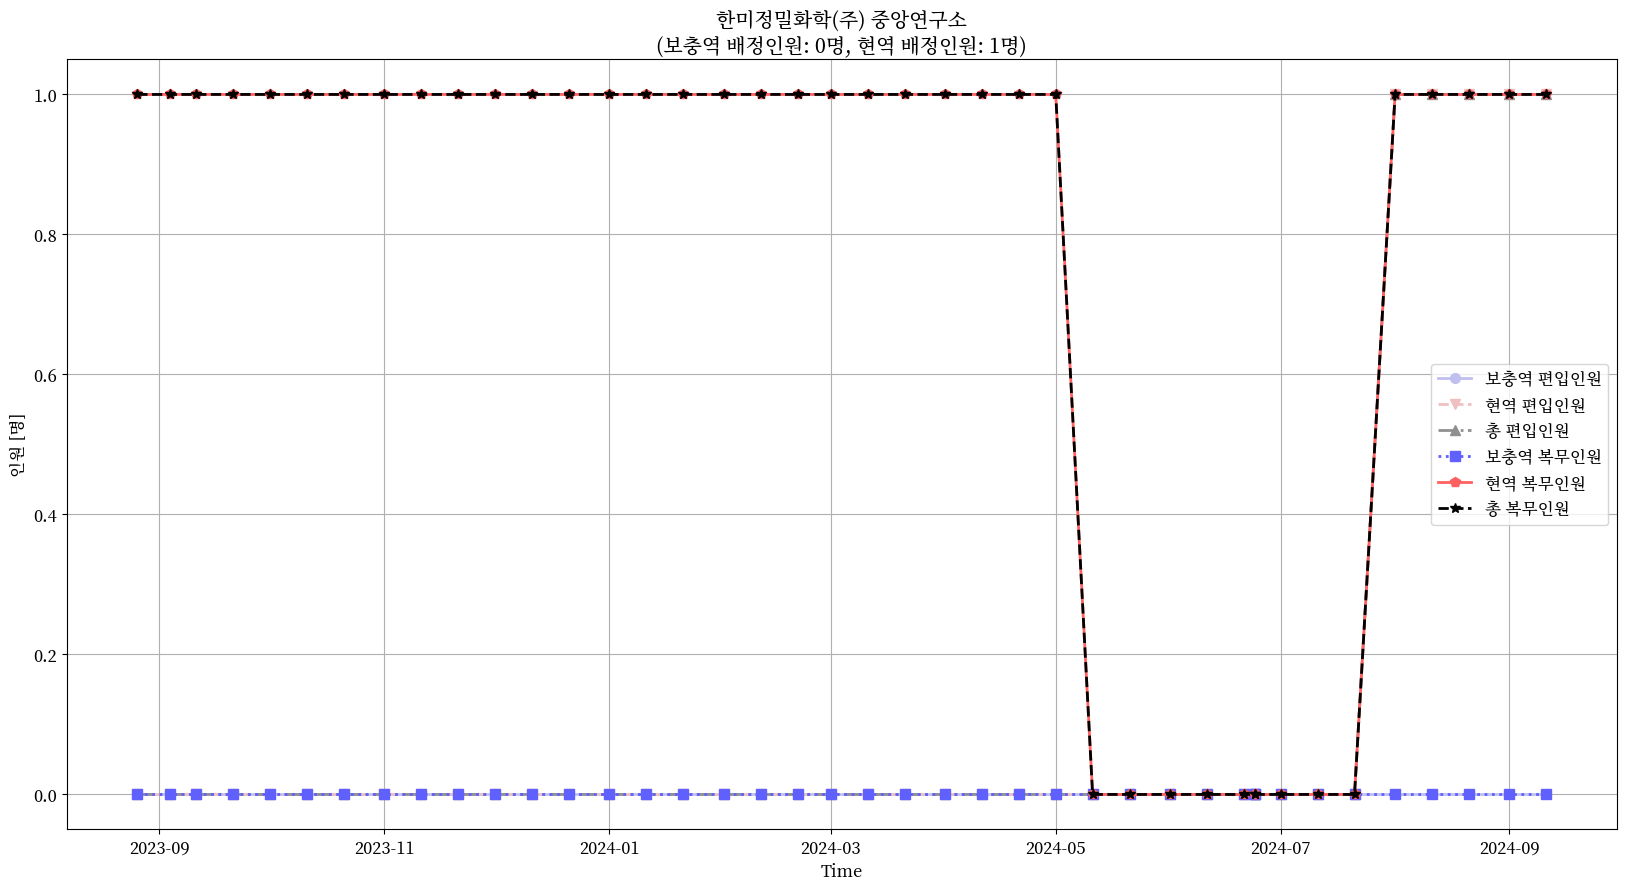 한미정밀화학(주) 중앙연구소
(보충역 배정인원: 0명, 현역 배정인원: 1명)
인원 [명]
1.0
0.8
0.6
0.4
0.2
0.0
보충역 편입인원
현역 편입인원
총 편입인원
보충역 복무인원
현역 복무인원
총 복무인원
2023-09 2023-11 2024-01 2024-03 2024-05 2024-07 2024-09
Time